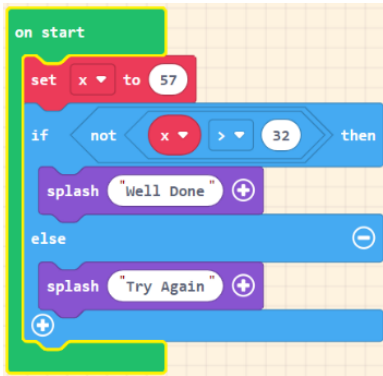 on start
set x to 57
if not x > 32 then
splash "Well Done"
else
splash "Try Again"